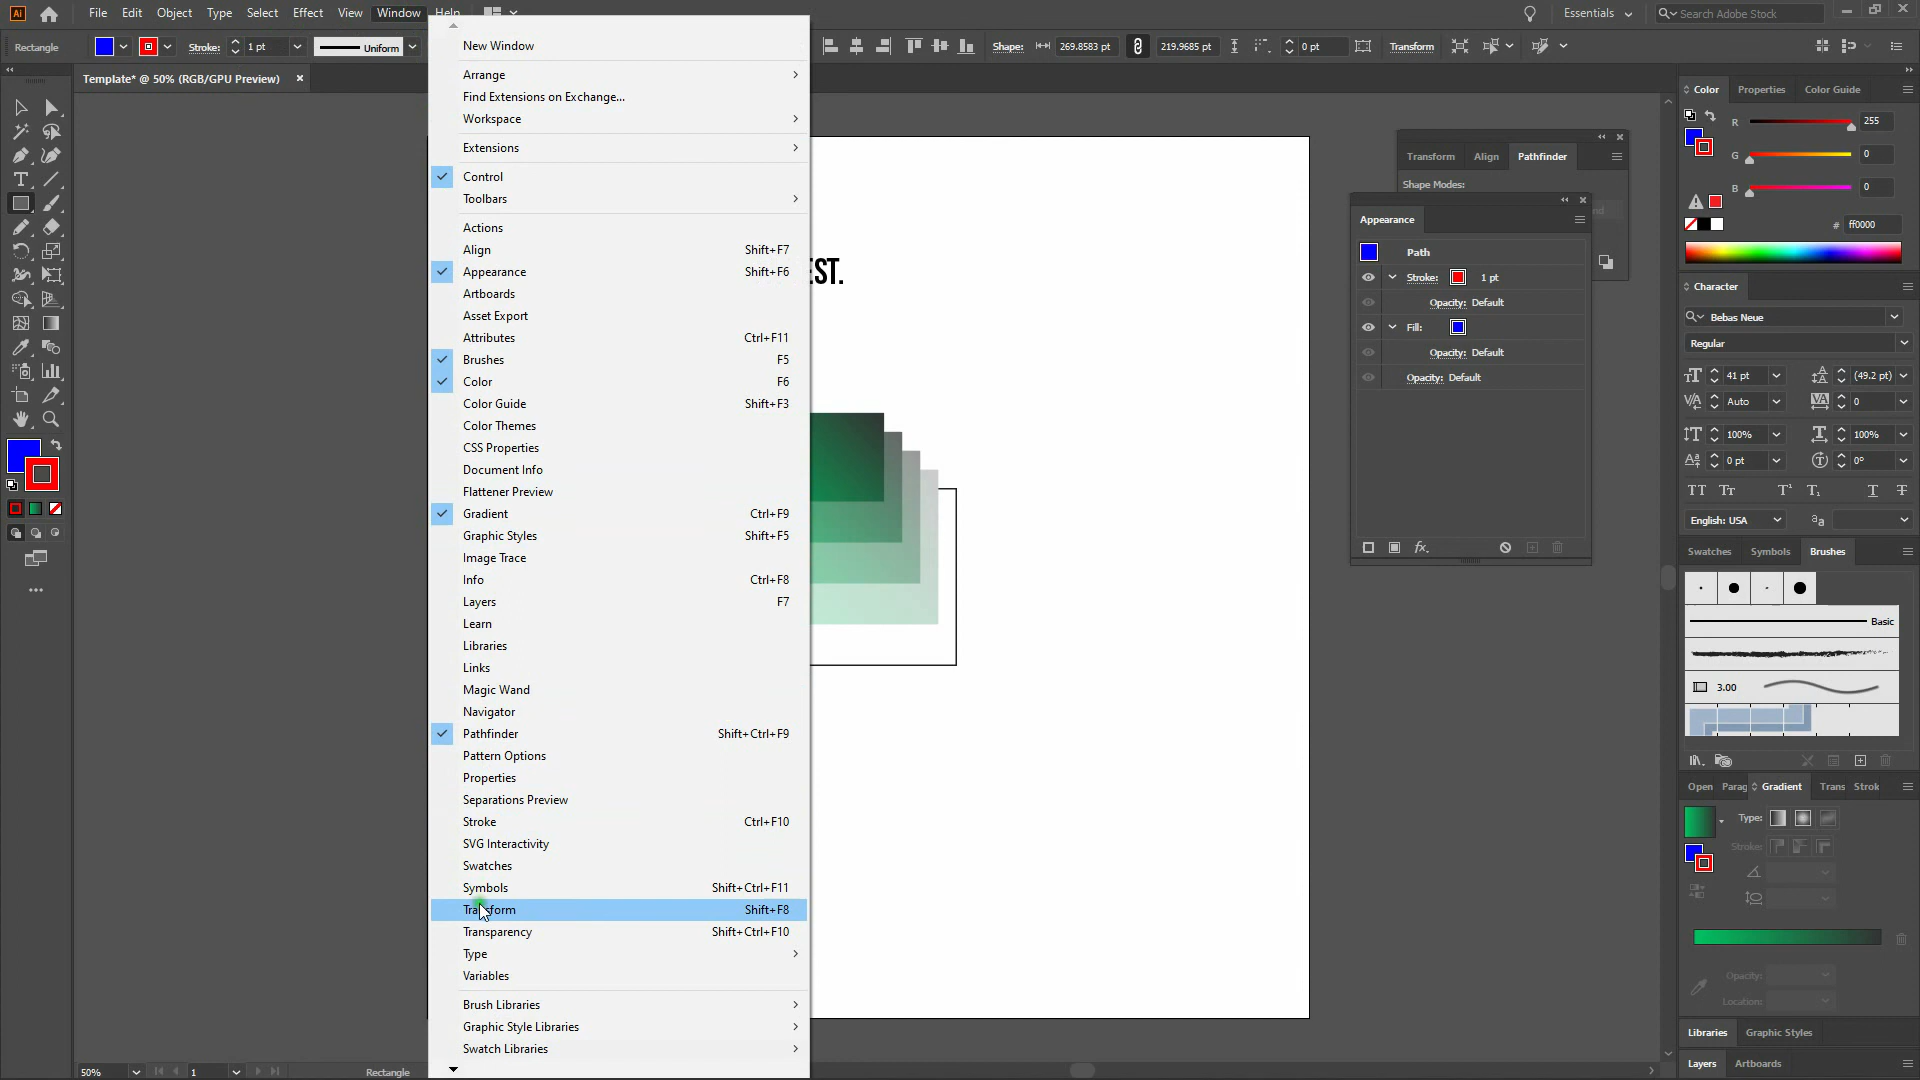 Ai File Edit Object Type Select Effect View Window Help Essentials Search Adobe Stock
Rectangle Stroke: 1 pt Uniform Shape: 269.8583 pt 219.9685 pt 0 pt Transform
Template* @ 50% (RGB/GPU Preview)
New Window
Arrange
Find Extensions on Exchange...
Workspace
Extensions
Control
Toolbars
Actions
Align Shift+F7
Appearance Shift+F6
Artboards
Asset Export
Attributes Ctrl+F11
Brushes F5
Color F6
Color Guide Shift+F3
Color Themes
CSS Properties
Document Info
Flattener Preview
Gradient Ctrl+F9
Graphic Styles Shift+F5
Image Trace
Info Ctrl+F8
Layers F7
Learn
Libraries
Links
Magic Wand
Navigator
Pathfinder Shift+Ctrl+F9
Pattern Options
Properties
Separations Preview
Stroke Ctrl+F10
SVG Interactivity
Swatches
Symbols Shift+Ctrl+F11
Transform Shift+F8
Transparency Shift+Ctrl+F10
Type
Variables
Brush Libraries
Graphic Style Libraries
Swatch Libraries
EST.
Transform Align Pathfinder
Shape Modes:
Appearance
Path
Stroke: 1 pt
Opacity: Default
Fill:
Opacity: Default
Opacity: Default
fx.
Color Properties Color Guide
R 255
G 0
B 0
# ff0000
Character
Bebas Neue
Regular
41 pt (49.2 pt)
Auto 0
100% 100%
0 pt 0°
English: USA
Swatches Symbols Brushes
Basic
3.00
Open Parag Gradient Trans Strok
Type:
Stroke:
Opacity:
Location:
Libraries Graphic Styles
Layers Artboards
50% 1 Rectangle